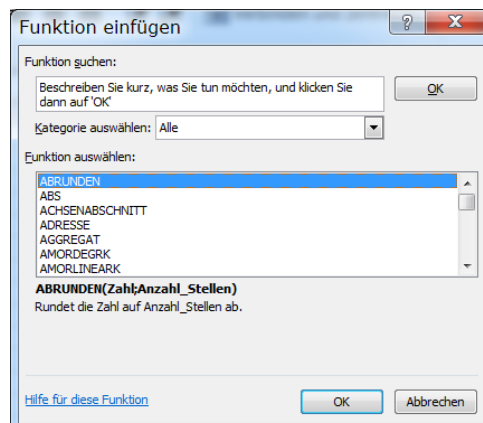 Funktion einfügen
Funktion suchen:
Beschreiben Sie kurz, was Sie tun möchten, und klicken Sie
dann auf 'OK'
OK
Kategorie auswählen: Alle
Funktion auswählen:
ABRUNDEN
ABS
ACHSENABSCHNITT
ADRESSE
AGGREGAT
AMORDEGRK
AMORLINEARK
ABRUNDEN(Zahl;Anzahl_Stellen)
Rundet die Zahl auf Anzahl_Stellen ab.
Hilfe für diese Funktion
OK
Abbrechen